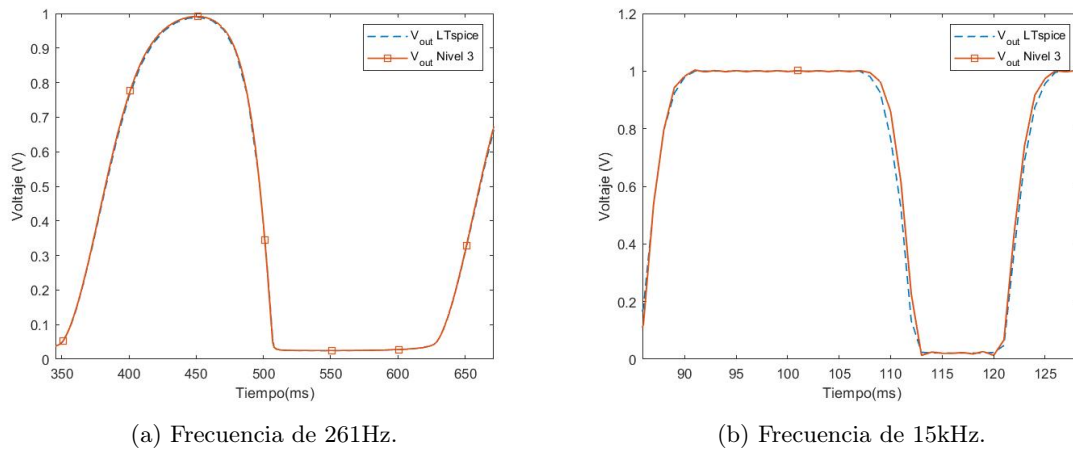 1
0.9
0.8
0.7
0.6
0.5
0.4
0.3
0.2
0.1
0
Voltaje (V)
350 400 450 500 550 600 650
Tiempo(ms)
V_out LTspice
V_out Nivel 3
(a) Frecuencia de 261Hz.
1.2
1
0.8
0.6
0.4
0.2
0
Voltaje (V)
90 95 100 105 110 115 120 125
Tiempo(ms)
V_out LTspice
V_out Nivel 3
(b) Frecuencia de 15kHz.